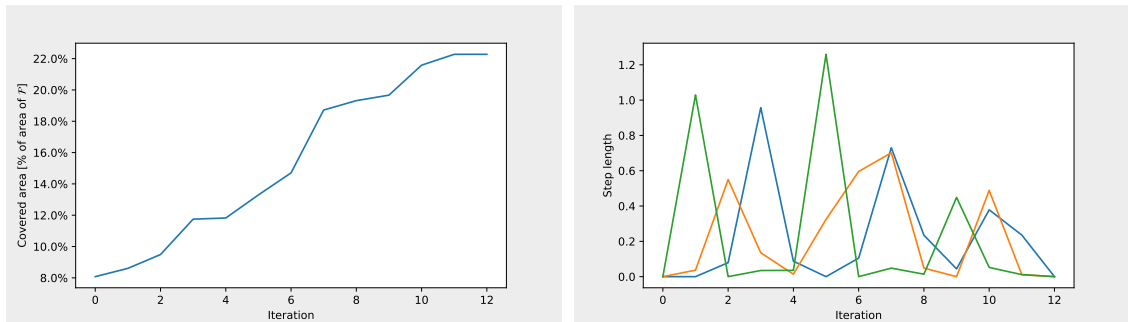 22.0%
20.0%
18.0%
16.0%
14.0%
12.0%
10.0%
8.0%
Covered area [% of area of ℱ]
0 2 4 6 8 10 12
Iteration
1.2
1.0
0.8
0.6
0.4
0.2
0.0
Step length
0 2 4 6 8 10 12
Iteration